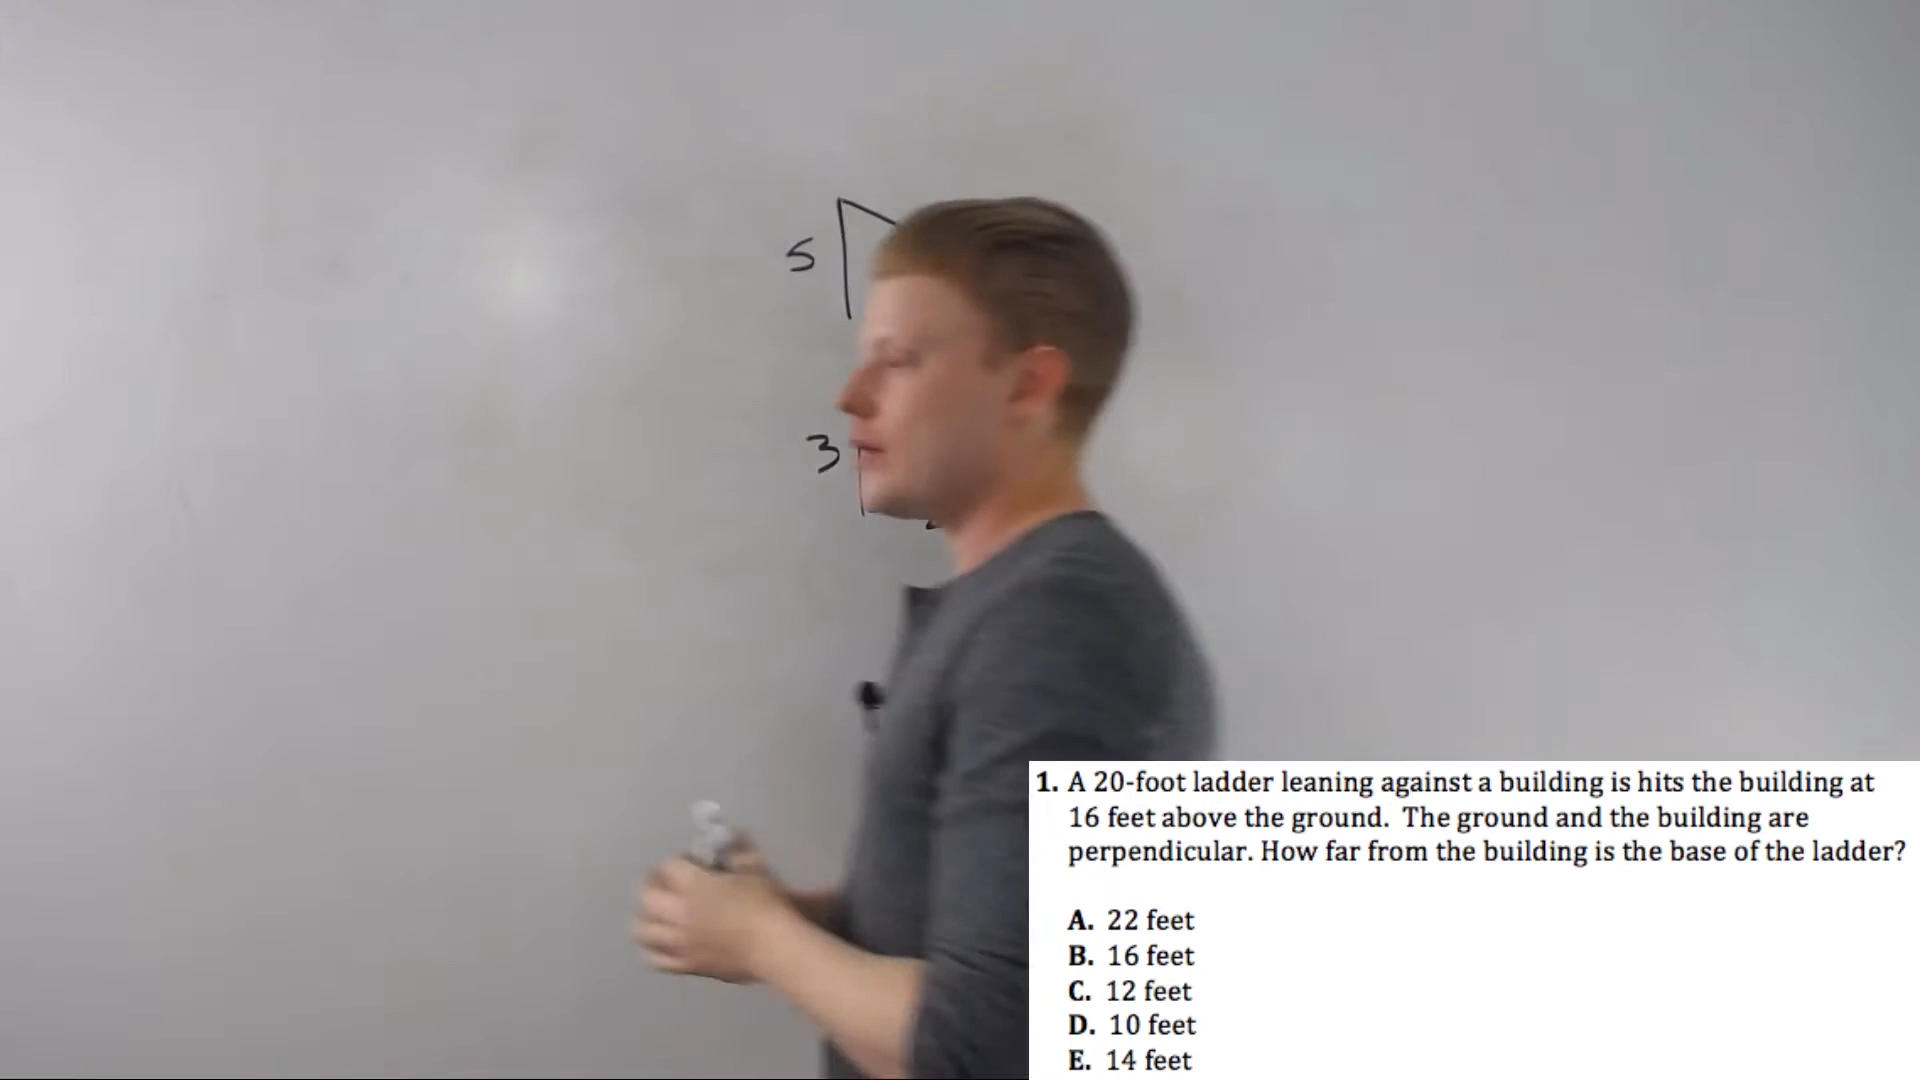 5
3
1. A 20-foot ladder leaning against a building is hits the building at
16 feet above the ground. The ground and the building are
perpendicular. How far from the building is the base of the ladder?
A. 22 feet
B. 16 feet
C. 12 feet
D. 10 feet
E. 14 feet